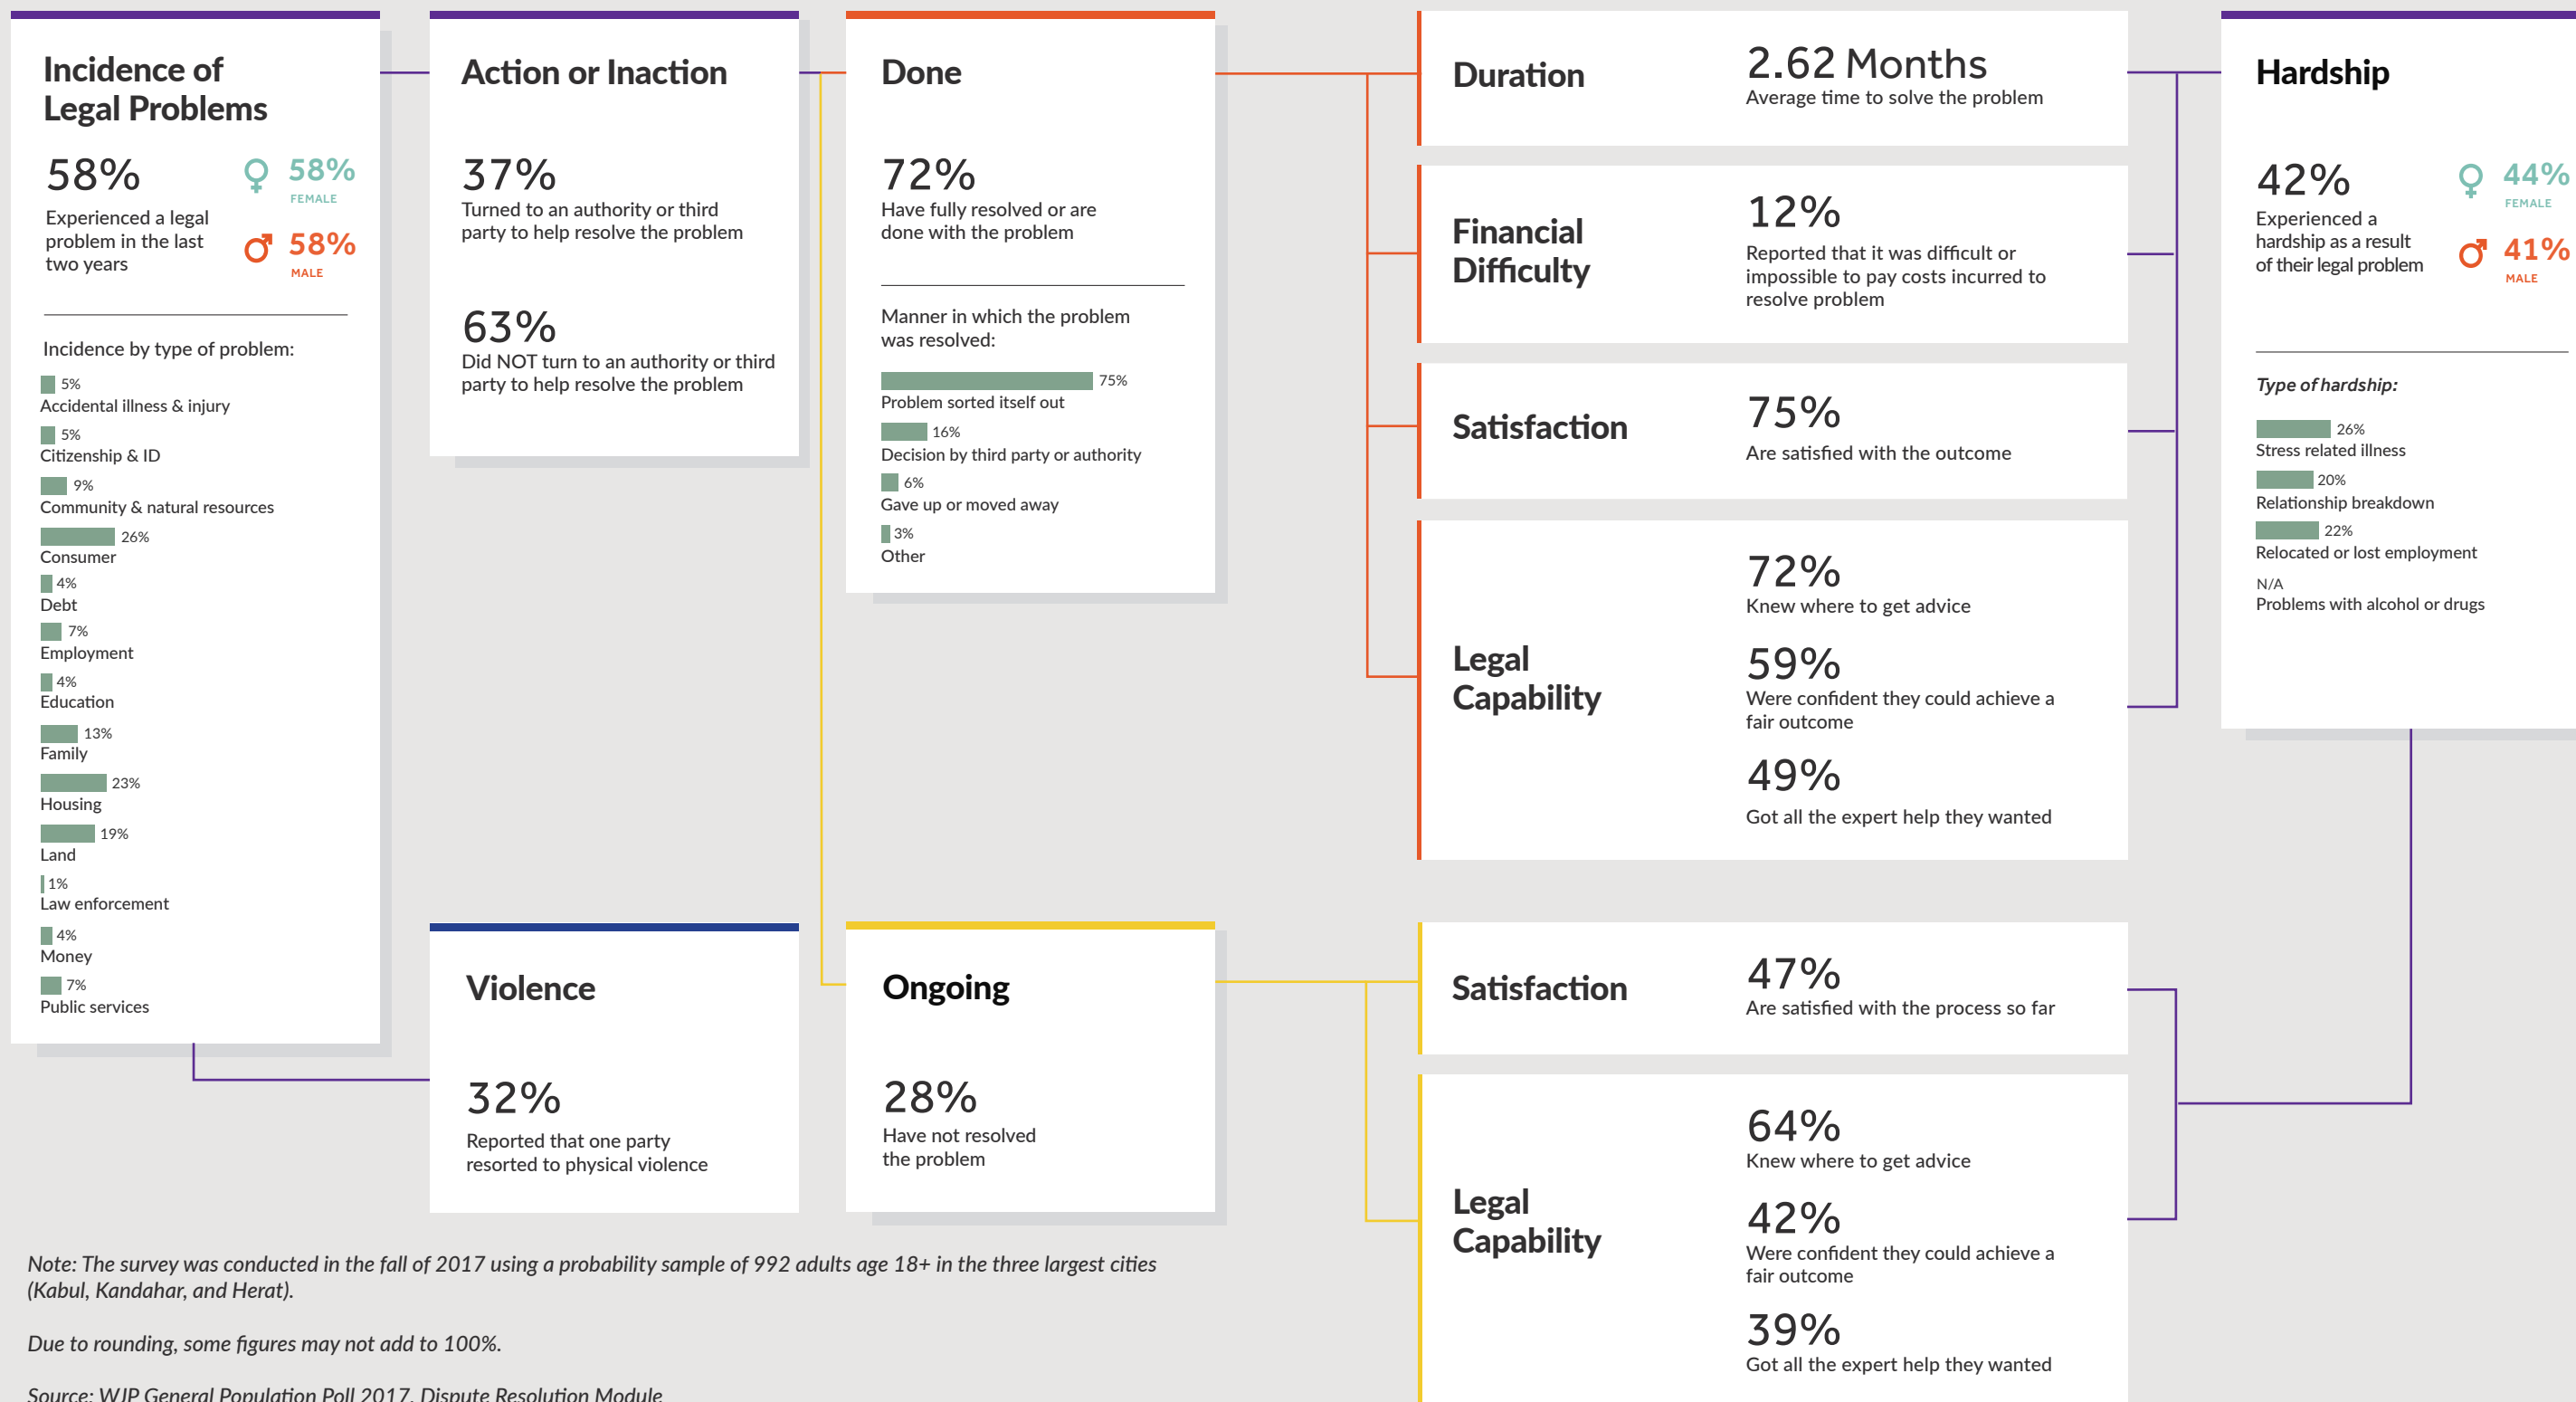 Incidence of
Legal Problems
58%
Experienced a legal
problem in the last
two years
58%
FEMALE
58%
MALE
Incidence by type of problem:
5%
Accidental illness & injury
5%
Citizenship & ID
9%
Community & natural resources
26%
Consumer
4%
Debt
7%
Employment
4%
Education
13%
Family
23%
Housing
19%
Land
1%
Law enforcement
4%
Money
7%
Public services
Action or Inaction
37%
Turned to an authority or third
party to help resolve the problem
63%
Did NOT turn to an authority or third
party to help resolve the problem
Violence
32%
Reported that one party
resorted to physical violence
Done
72%
Have fully resolved or are
done with the problem
Manner in which the problem
was resolved:
75%
Problem sorted itself out
16%
Decision by third party or authority
6%
Gave up or moved away
3%
Other
Ongoing
28%
Have not resolved
the problem
Duration
2.62 Months
Average time to solve the problem
Financial
Difficulty
12%
Reported that it was difficult or
impossible to pay costs incurred to
resolve problem
Satisfaction
75%
Are satisfied with the outcome
Legal
Capability
72%
Knew where to get advice
59%
Were confident they could achieve a
fair outcome
49%
Got all the expert help they wanted
Satisfaction
47%
Are satisfied with the process so far
Legal
Capability
64%
Knew where to get advice
42%
Were confident they could achieve a
fair outcome
39%
Got all the expert help they wanted
Hardship
42%
Experienced a
hardship as a result
of their legal problem
44%
FEMALE
41%
MALE
Type of hardship:
26%
Stress related illness
20%
Relationship breakdown
22%
Relocated or lost employment
N/A
Problems with alcohol or drugs
Note: The survey was conducted in the fall of 2017 using a probability sample of 992 adults age 18+ in the three largest cities
(Kabul, Kandahar, and Herat).
Due to rounding, some figures may not add to 100%.
Source: WJP General Population Poll 2017, Dispute Resolution Module